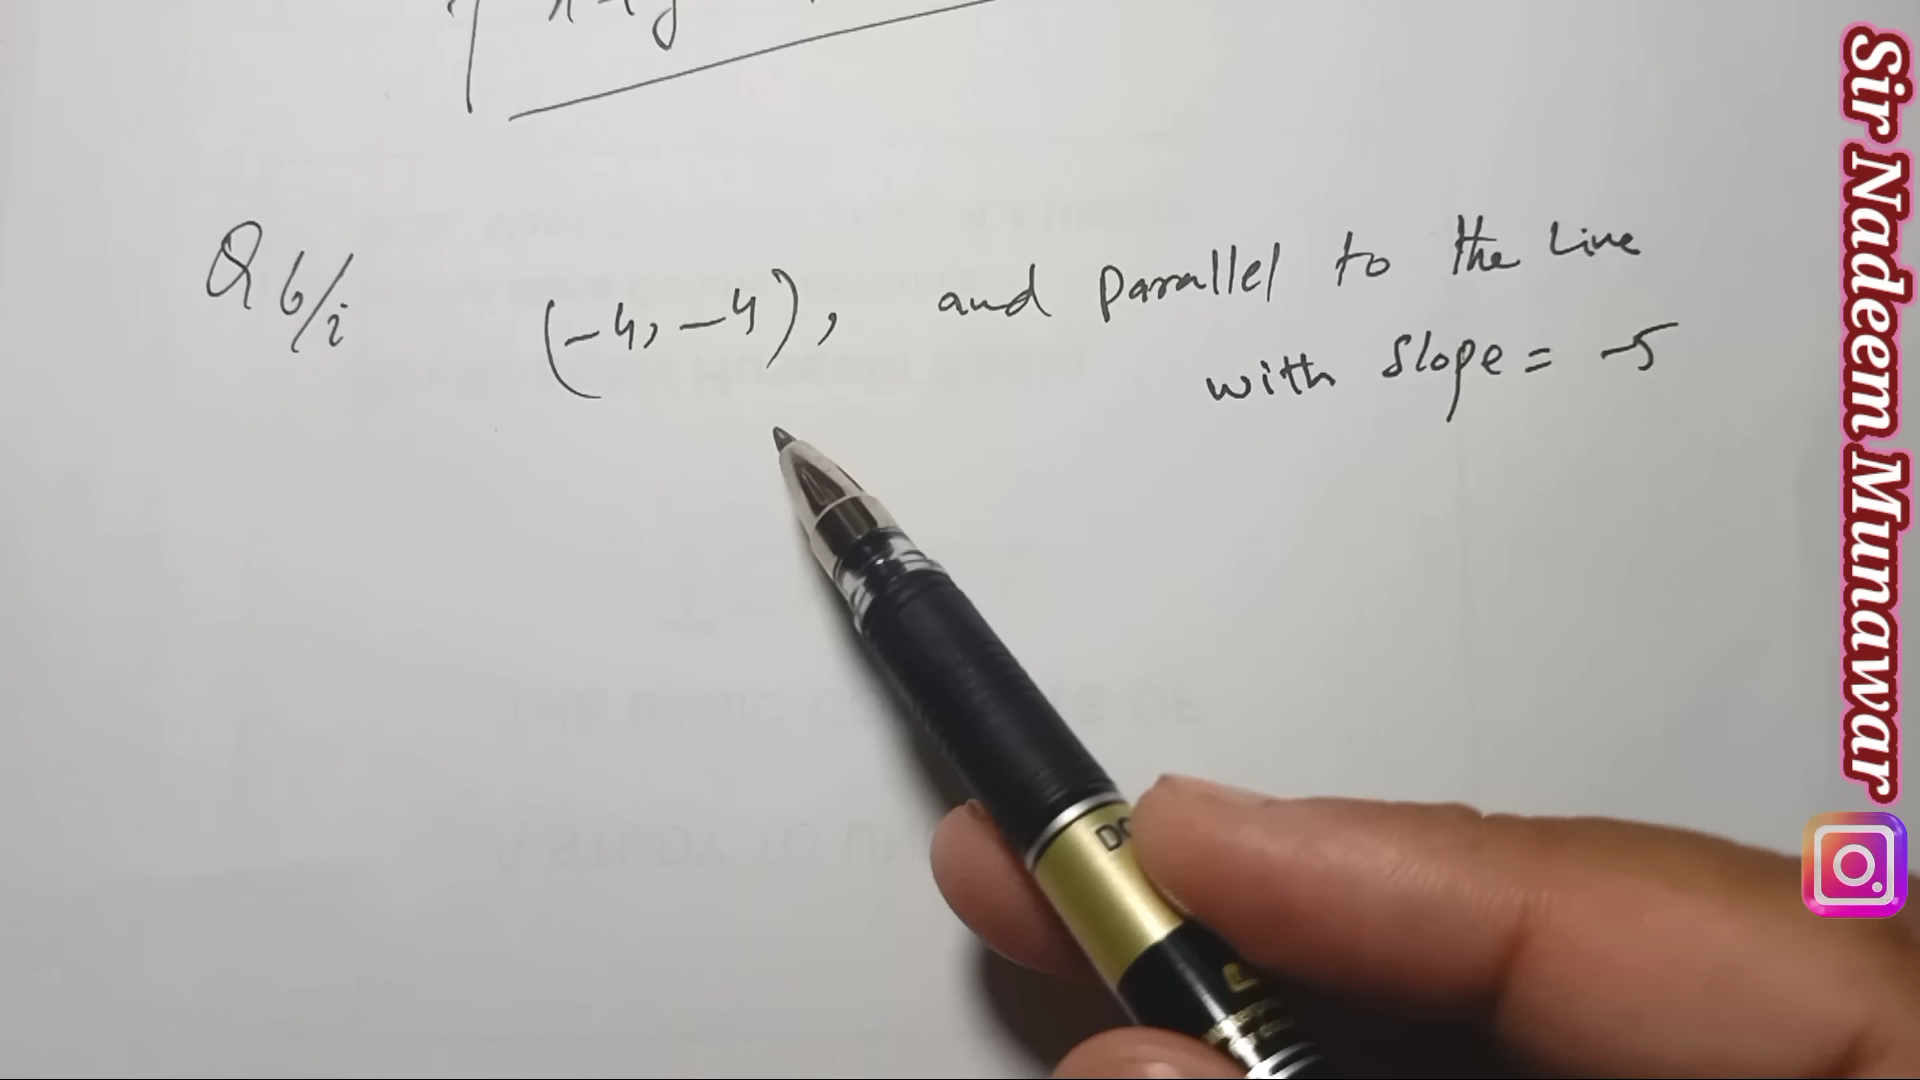 Q 6/i (-4, -4), and Parallel to the Line
with Slope = -5
Sir Nadeem Munawar